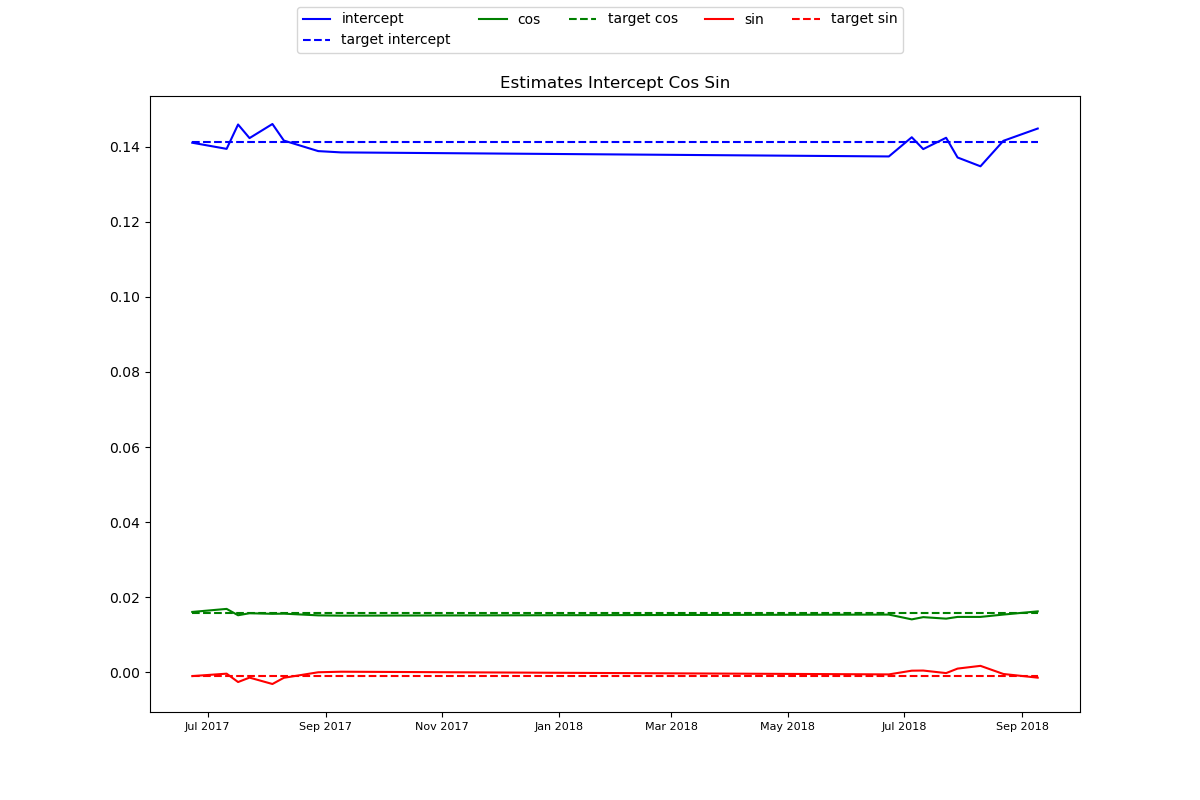 intercept cos target cos sin target sin
target intercept
Estimates Intercept Cos Sin
0.14
0.12
0.10
0.08
0.06
0.04
0.02
0.00
Jul 2017 Sep 2017 Nov 2017 Jan 2018 Mar 2018 May 2018 Jul 2018 Sep 2018